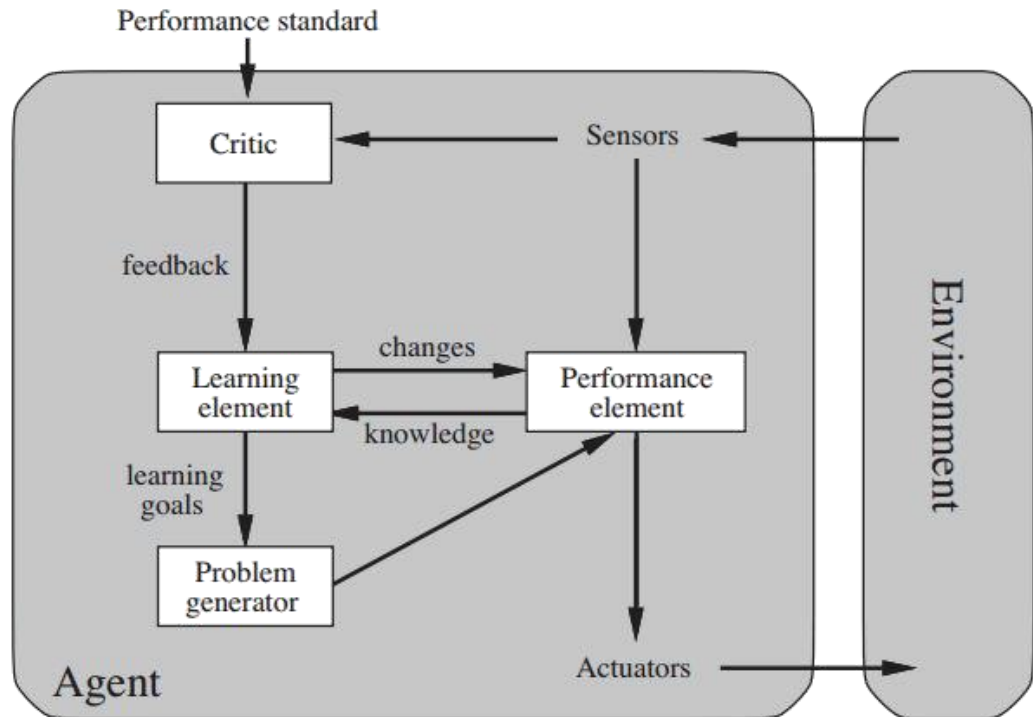 Performance standard
Critic
Sensors
feedback
Learning
element
changes
knowledge
Performance
element
Environment
learning
goals
Problem
generator
Actuators
Agent